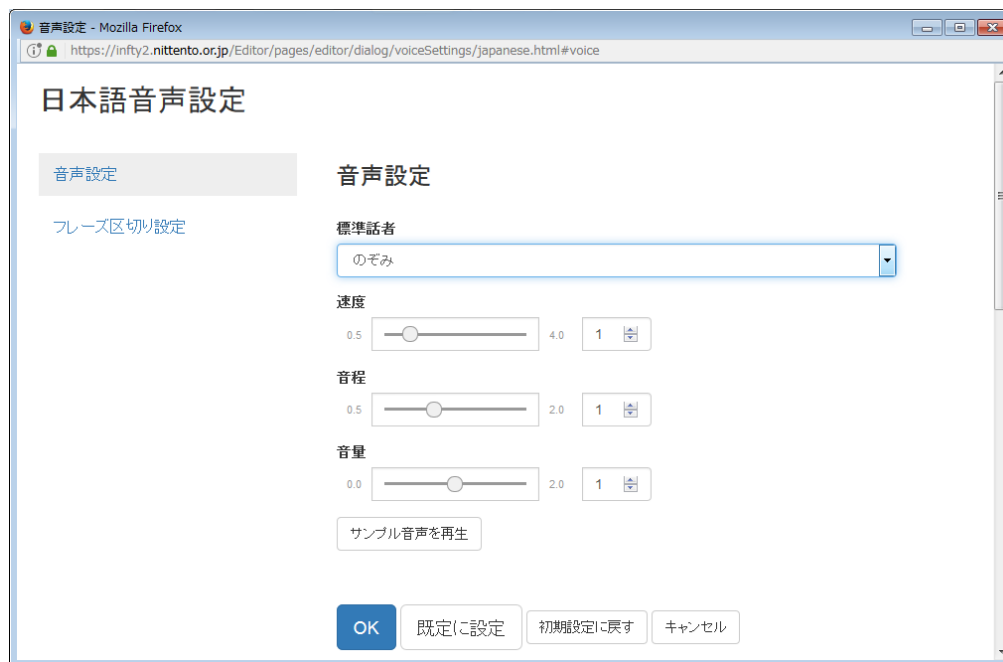 音声設定 - Mozilla Firefox
https://infty2.nittento.or.jp/Editor/pages/editor/dialog/voiceSettings/japanese.html#voice
日本語音声設定
音声設定
フレーズ区切り設定
音声設定
標準話者
のぞみ
速度
0.5 4.0 1
音程
0.5 2.0 1
音量
0.0 2.0 1
サンプル音声を再生
OK 既定に設定 初期設定に戻す キャンセル